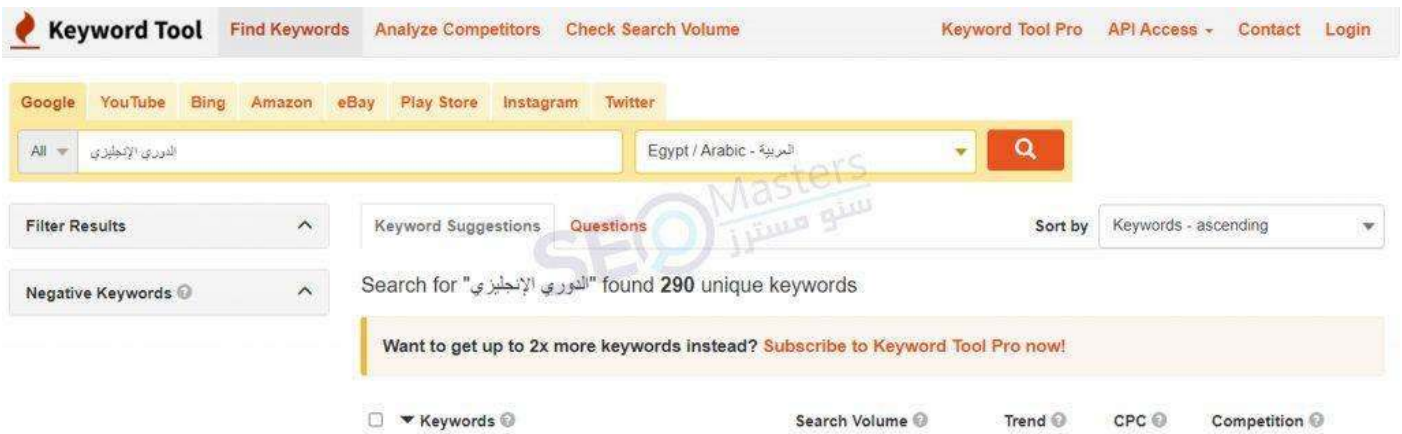 Keyword Tool Find Keywords Analyze Competitors Check Search Volume Keyword Tool Pro API Access Contact Login
Google YouTube Bing Amazon eBay Play Store Instagram Twitter
All الدوري الإنجليزي Egypt / Arabic - العربية
SEO Masters
سئو مسترز
Filter Results Keyword Suggestions Questions Sort by Keywords - ascending
Negative Keywords ?
Search for "الدوري الإنجليزي" found 290 unique keywords
Want to get up to 2x more keywords instead? Subscribe to Keyword Tool Pro now!
Keywords ? Search Volume ? Trend ? CPC ? Competition ?